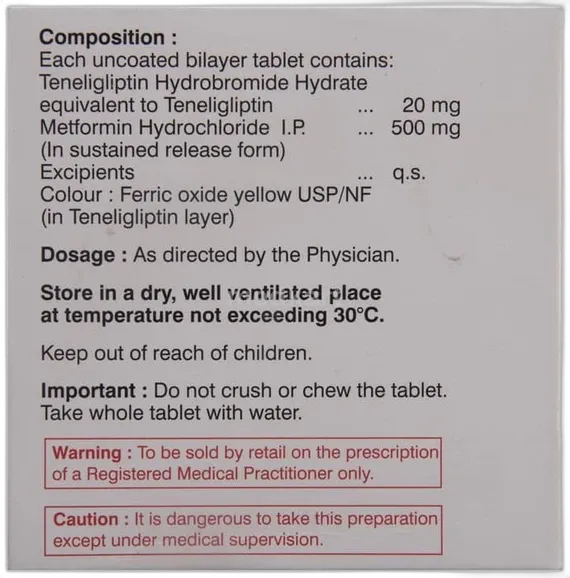 Composition :
Each uncoated bilayer tablet contains:
Teneligliptin Hydrobromide Hydrate
equivalent to Teneligliptin ... 20 mg
Metformin Hydrochloride I.P. ... 500 mg
(In sustained release form)
Excipients ... q.s.
Colour : Ferric oxide yellow USP/NF
(in Teneligliptin layer)
Dosage : As directed by the Physician.
Store in a dry, well ventilated place
at temperature not exceeding 30°C.
Keep out of reach of children.
Important : Do not crush or chew the tablet.
Take whole tablet with water.
Warning : To be sold by retail on the prescription
of a Registered Medical Practitioner only.
Caution : It is dangerous to take this preparation
except under medical supervision.